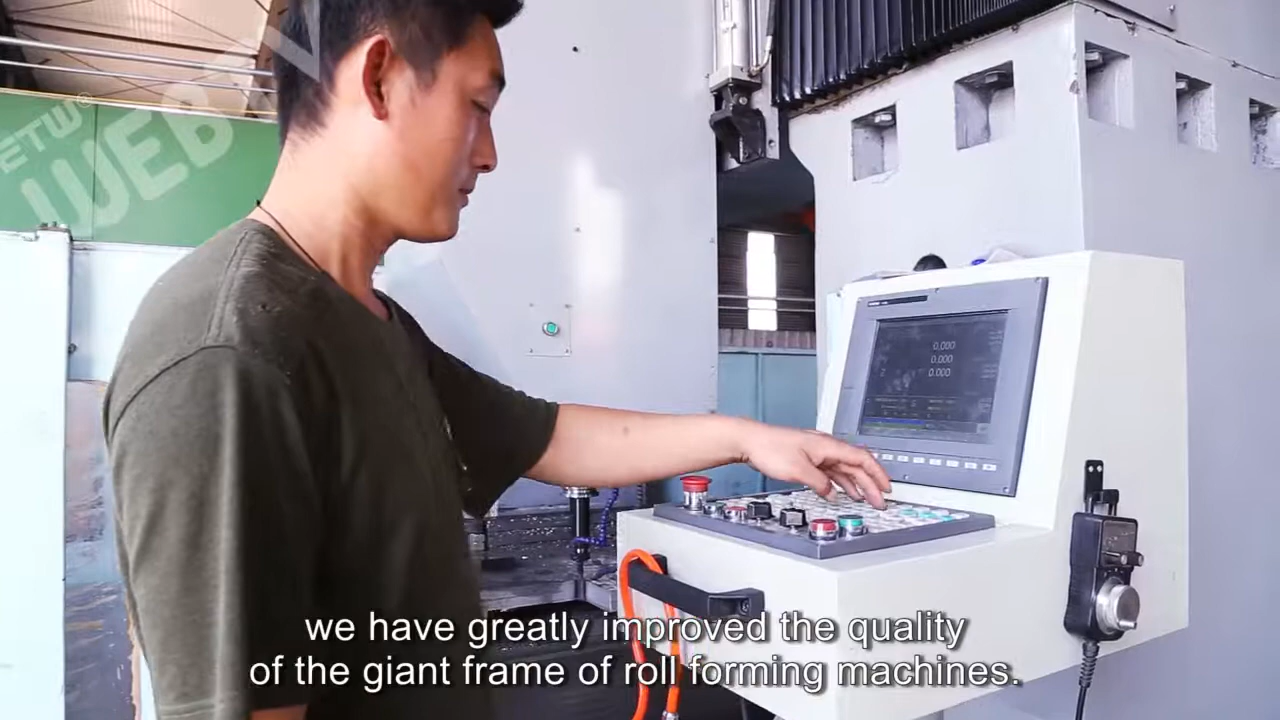 ETW®
WEBTV
0.000
0.000
Z 0.000
we have greatly improved the quality
of the giant frame of roll forming machines.